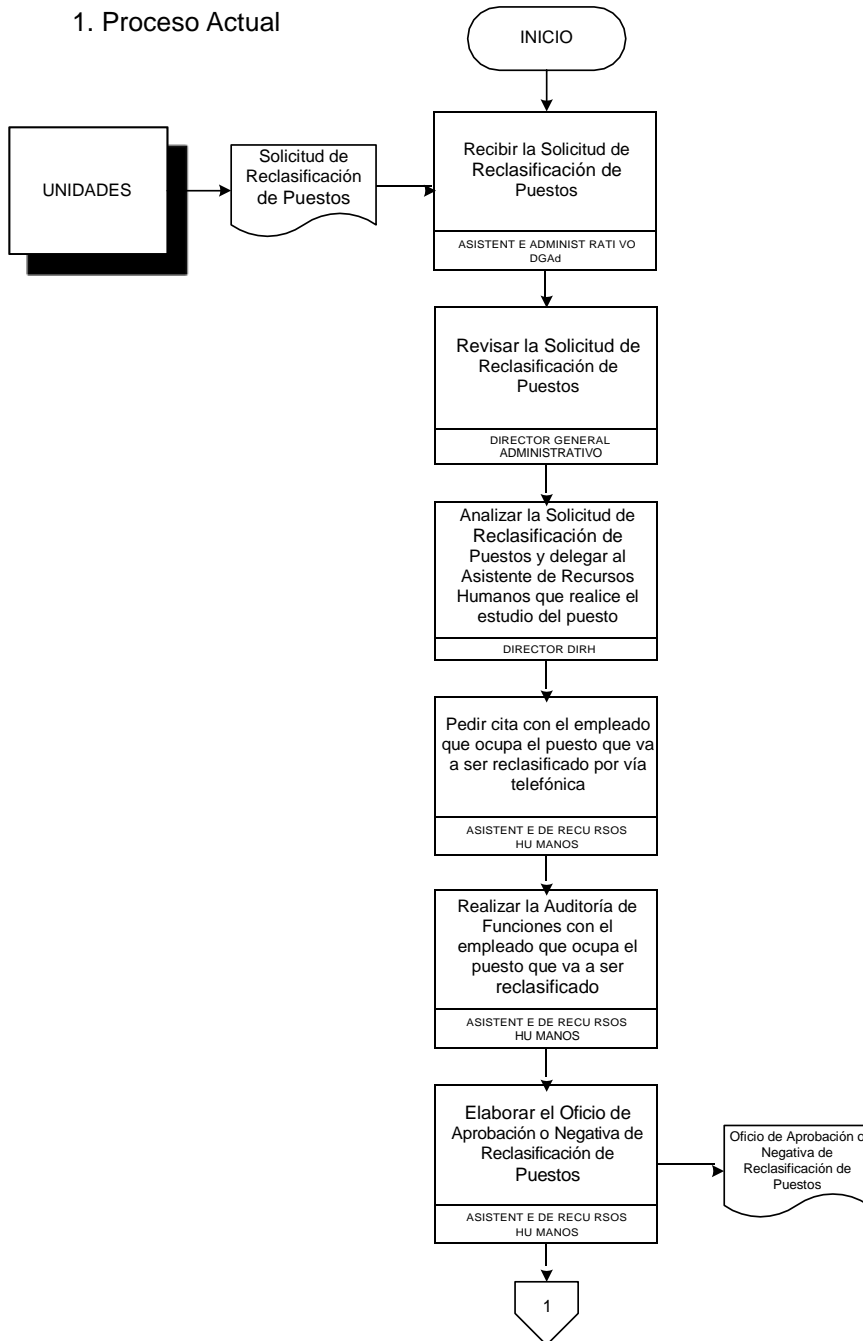 1. Proceso Actual
INICIO
UNIDADES
Solicitud de
Reclasificación
de Puestos
Recibir la Solicitud de
Reclasificación de
Puestos
ASISTENT E ADMINIST RATI VO
DGAd
Revisar la Solicitud de
Reclasificación de
Puestos
DIRECTOR GENERAL
ADMINISTRATIVO
Analizar la Solicitud de
Reclasificación de
Puestos y delegar al
Asistente de Recursos
Humanos que realice el
estudio del puesto
DIRECTOR DIRH
Pedir cita con el empleado
que ocupa el puesto que va
a ser reclasificado por vía
telefónica
ASISTENT E DE RECU RSOS
HU MANOS
Realizar la Auditoría de
Funciones con el
empleado que ocupa el
puesto que va a ser
reclasificado
ASISTENT E DE RECU RSOS
HU MANOS
Elaborar el Oficio de
Aprobación o Negativa de
Reclasificación de
Puestos
ASISTENT E DE RECU RSOS
HU MANOS
Oficio de Aprobación o
Negativa de
Reclasificación de
Puestos
1